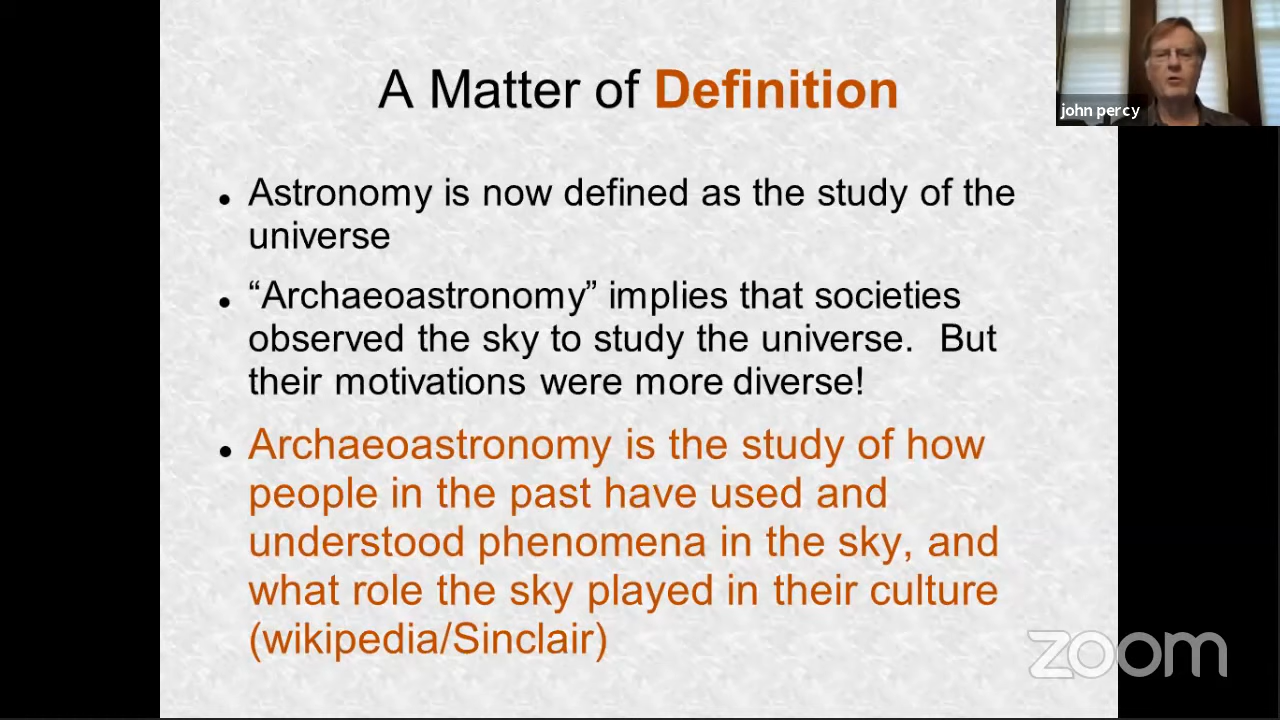 A Matter of Definition
john percy
Astronomy is now defined as the study of the
universe
“Archaeoastronomy” implies that societies
observed the sky to study the universe.  But
their motivations were more diverse!
Archaeoastronomy is the study of how
people in the past have used and
understood phenomena in the sky, and
what role the sky played in their culture
(wikipedia/Sinclair)
zoom